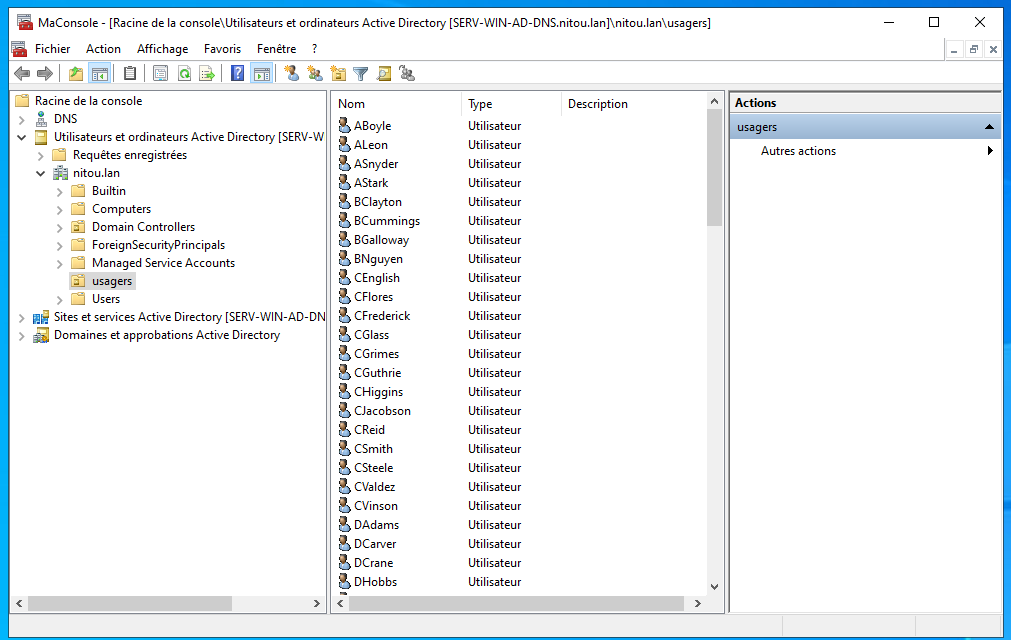 MaConsole - [Racine de la console\Utilisateurs et ordinateurs Active Directory [SERV-WIN-AD-DNS.nitou.lan]\nitou.lan\usagers]
Fichier Action Affichage Favoris Fenêtre ?
Racine de la console
DNS
Utilisateurs et ordinateurs Active Directory [SERV-W
Requêtes enregistrées
nitou.lan
Builtin
Computers
Domain Controllers
ForeignSecurityPrincipals
Managed Service Accounts
usagers
Users
Sites et services Active Directory [SERV-WIN-AD-DN
Domaines et approbations Active Directory
Nom Type Description
ABoyle Utilisateur
ALeon Utilisateur
ASnyder Utilisateur
AStark Utilisateur
BClayton Utilisateur
BCummings Utilisateur
BGalloway Utilisateur
BNguyen Utilisateur
CEnglish Utilisateur
CFlores Utilisateur
CFrederick Utilisateur
CGlass Utilisateur
CGrimes Utilisateur
CGuthrie Utilisateur
CHiggins Utilisateur
CJacobson Utilisateur
CReid Utilisateur
CSmith Utilisateur
CSteele Utilisateur
CValdez Utilisateur
CVinson Utilisateur
DAdams Utilisateur
DCarver Utilisateur
DCrane Utilisateur
DHobbs Utilisateur
Actions
usagers
Autres actions